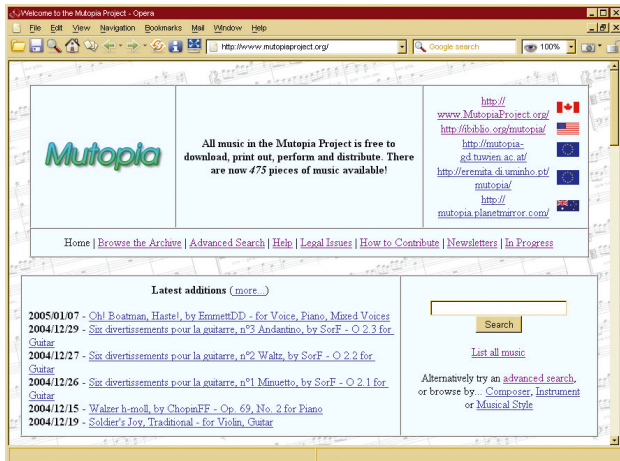 Welcome to the Mutopia Project - Opera
File Edit View Navigation Bookmarks Mail Window Help
http://www.mutopiaproject.org/
Google search
100%
Mutopia
All music in the Mutopia Project is free to
download, print out, perform and distribute. There
are now 475 pieces of music available!
http://
www.MutopiaProject.org/
http://ibiblio.org/mutopia/
http://mutopia-
gd.tuwien.ac.at/
http://eremita.di.uminho.pt/
mutopia/
http://
mutopia.planetmirror.com/
Home | Browse the Archive | Advanced Search | Help | Legal Issues | How to Contribute | Newsletters | In Progress
Latest additions (more...)
2005/01/07 - Oh! Boatman, Haste!, by EmmettDD - for Voice, Piano, Mixed Voices
2004/12/29 - Six divertissements pour la guitarre, n°3 Andantino, by SorF - O 2.3 for
Guitar
2004/12/27 - Six divertissements pour la guitarre, n°2 Waltz, by SorF - O 2.2 for
Guitar
2004/12/26 - Six divertissements pour la guitarre, n°1 Minuetto, by SorF - O 2.1 for
Guitar
2004/12/15 - Walzer h-moll, by ChopinFF - Op. 69, No. 2 for Piano
2004/12/19 - Soldier's Joy, Traditional - for Violin, Guitar
Search
List all music
Alternatively try an advanced search,
or browse by... Composer, Instrument
or Musical Style